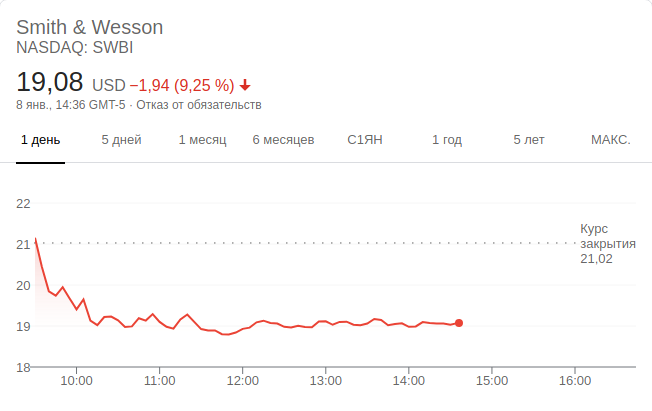 Smith & Wesson
NASDAQ: SWBI
19,08 USD −1,94 (9,25 %)
8 янв., 14:36 GMT-5 · Отказ от обязательств
1 день 5 дней 1 месяц 6 месяцев С1ЯН 1 год 5 лет МАКС.
22
Курс
21 закрытия
21,02
20
19
18
10:00 11:00 12:00 13:00 14:00 15:00 16:00